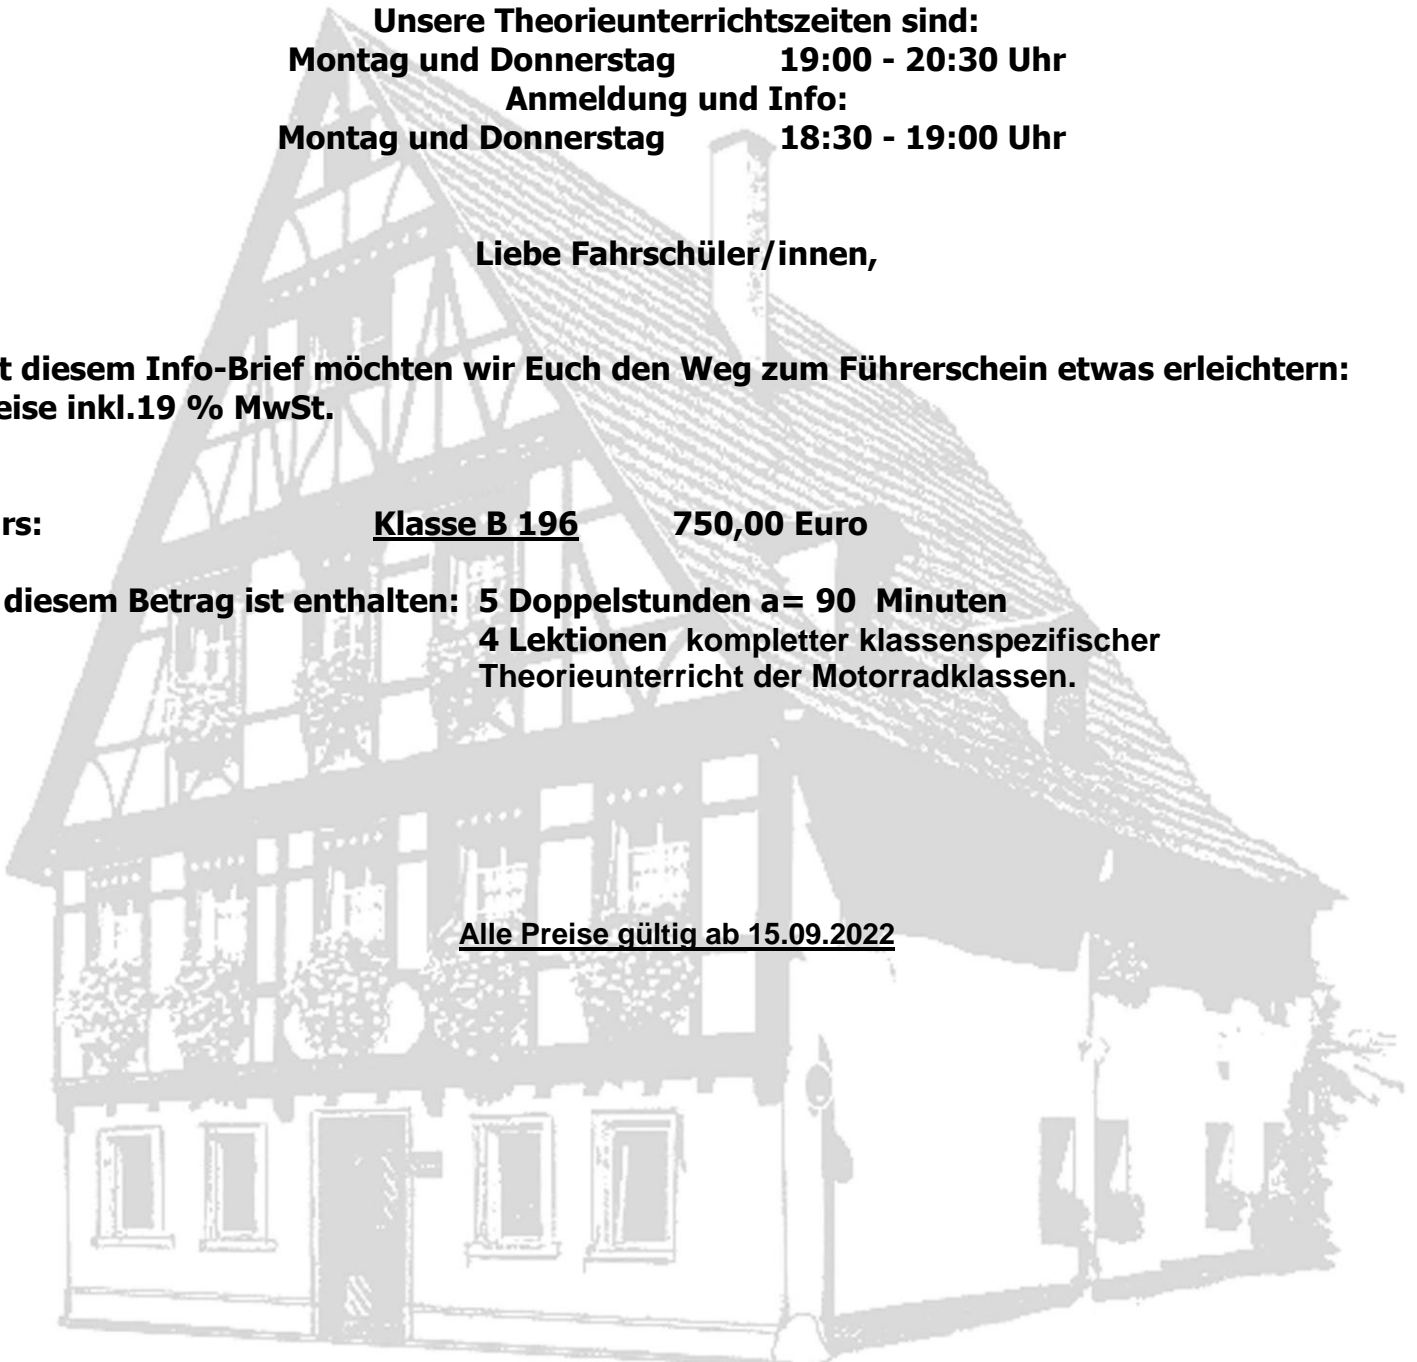 Unsere Theorieunterrichtszeiten sind:
Montag und Donnerstag 19:00 - 20:30 Uhr
Anmeldung und Info:
Montag und Donnerstag 18:30 - 19:00 Uhr
Liebe Fahrschüler/innen,
t diesem Info-Brief möchten wir Euch den Weg zum Führerschein etwas erleichtern:
eise inkl.19 % MwSt.
rs: Klasse B 196 750,00 Euro
diesem Betrag ist enthalten: 5 Doppelstunden a= 90 Minuten
4 Lektionen kompletter klassenspezifischer
Theorieunterricht der Motorradklassen.
Alle Preise gültig ab 15.09.2022